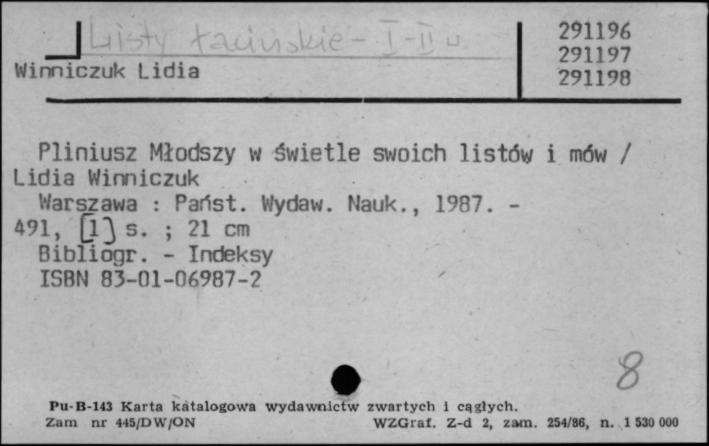 Listy łacińskie - I-II w.
291196
291197
291198
Winniczuk Lidia
Pliniusz Młodszy w świetle swoich listów i mów /
Lidia Winniczuk
Warszawa : Państ. Wydaw. Nauk., 1987. -
491, [1] s. ; 21 cm
Bibliogr. - Indeksy
ISBN 83-01-06987-2
8
Pu-B-143 Karta katalogowa wydawnictw zwartych i ciągłych.
Zam nr 445/DW/ON WZGraf. Z-d 2, zam. 254/86, n. 1 530 000